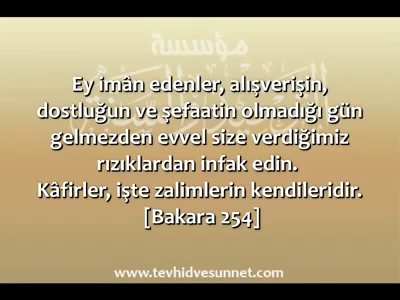 مؤسسة
Ey imân edenler, alışverişin,
dostluğun ve şefaatin olmadığı gün
gelmezden evvel size verdiğimiz
rızıklardan infak edin.
Kâfirler, işte zalimlerin kendileridir.
[Bakara 254]
www.tevhidvesunnet.com